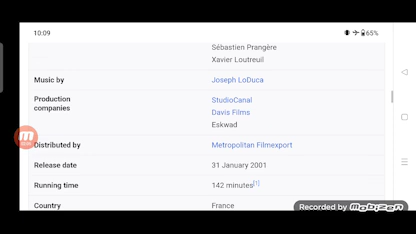 10:09
65%
Sébastien Prangère
Xavier Loutreuil
Music by Joseph LoDuca
Production companies StudioCanal
Davis Films
Eskwad
Distributed by Metropolitan Filmexport
Release date 31 January 2001
Running time 142 minutes[1]
Country France
Recorded by Mobizen